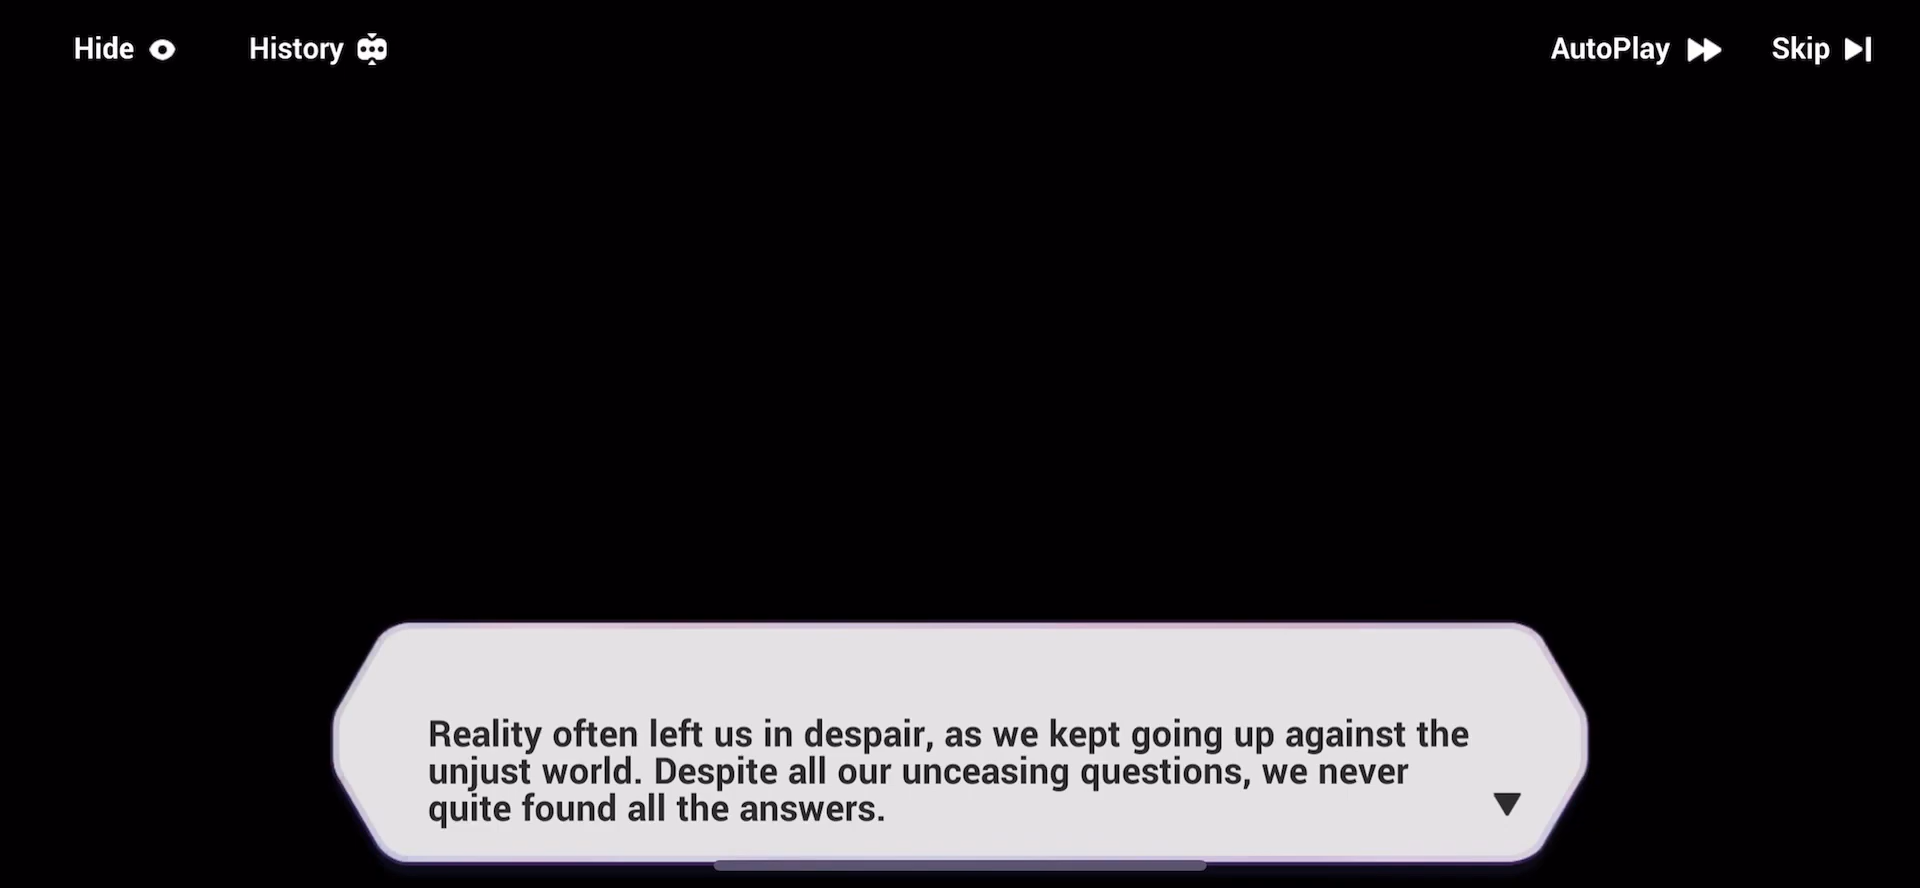 Hide
History
AutoPlay
Skip
Reality often left us in despair, as we kept going up against the
unjust world. Despite all our unceasing questions, we never
quite found all the answers.